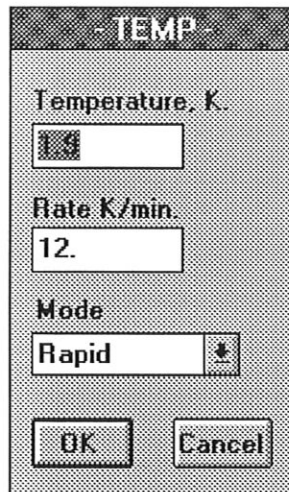 - TEMP -
Temperature, K.
1.9
Rate K/min.
12.
Mode
Rapid
OK
Cancel